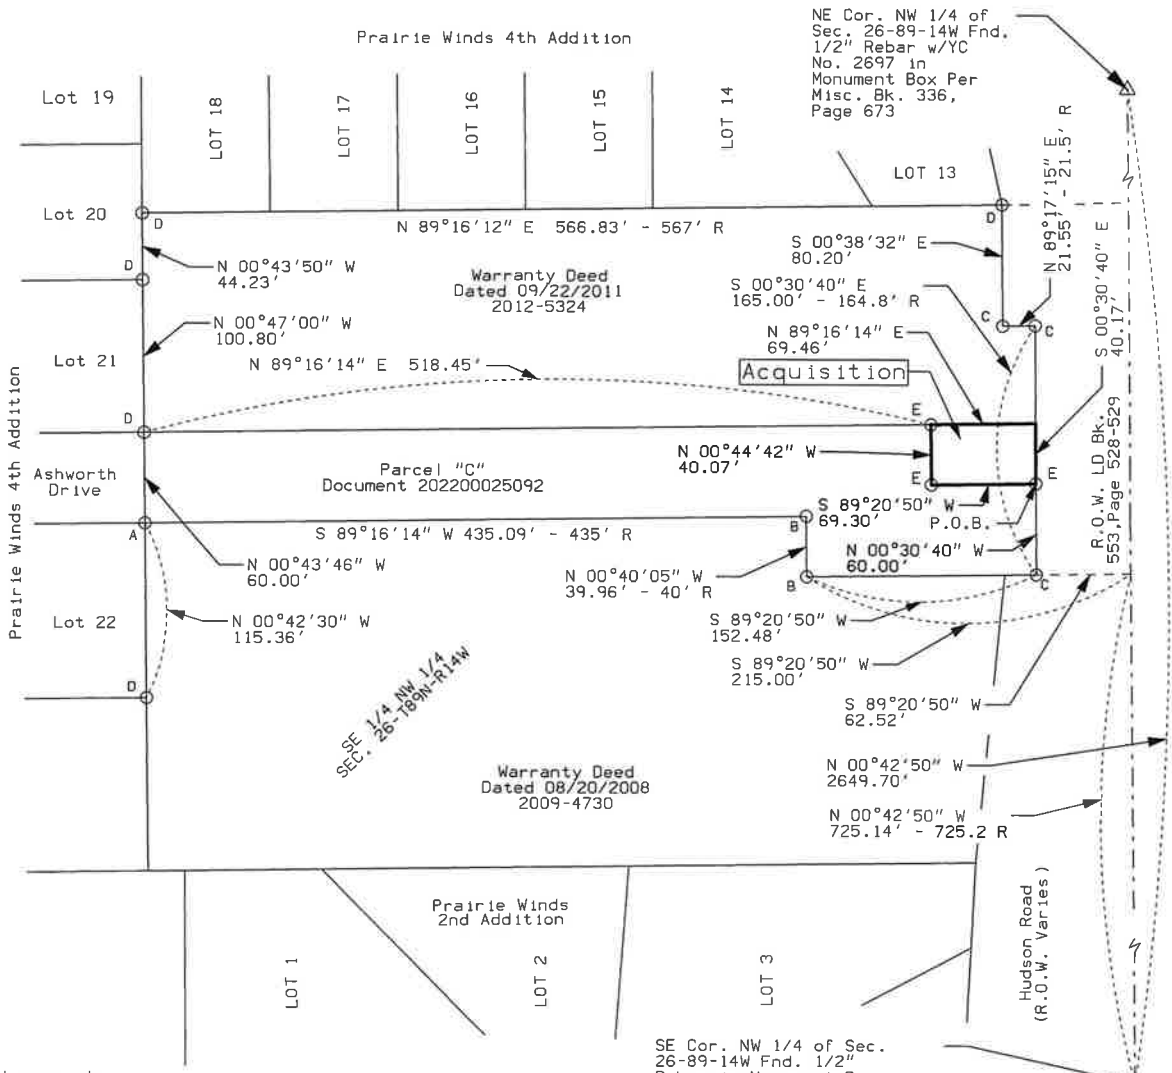 Prairie Winds 4th Addition
NE Cor. NW 1/4 of
Sec. 26-89-14W Fnd.
1/2" Rebar w/YC
No. 2697 in
Monument Box Per
Misc. Bk. 336,
Page 673
Lot 19
LOT 18
LOT 17
LOT 16
LOT 15
LOT 14
LOT 13
Lot 20
D
N 89°16'12" E 566.83' - 567' R
D
N 89°17'15" E
21.55' - 21.5' R
S 00°38'32" E
80.20'
N 00°43'50" W
44.23'
D
Warranty Deed
Dated 09/22/2011
2012-5324
S 00°30'40" E
165.00' - 164.8' R
C
C
S 00°30'40" E
40.17'
N 00°47'00" W
100.80'
N 89°16'14" E
69.46'
Lot 21
N 89°16'14" E 518.45'
Acquisition
D
E
Prairie Winds 4th Addition
Ashworth
Drive
Parcel "C"
Document 202200025092
N 00°44'42" W
40.07'
E
E
R.O.W. LD Bk.
553,Page 528-529
S 89°20'50" W
69.30'
P.O.B.
A
S 89°16'14" W 435.09' - 435' R
B
N 00°43'46" W
60.00'
N 00°40'05" W
39.96' - 40' R
N 00°30'40" W
60.00'
B
C
Lot 22
N 00°42'30" W
115.36'
S 89°20'50" W
152.48'
S 89°20'50" W
215.00'
D
SE 1/4 NW 1/4
SEC. 26-T89N-R14W
S 89°20'50" W
62.52'
Warranty Deed
Dated 08/20/2008
2009-4730
N 00°42'50" W
2649.70'
N 00°42'50" W
725.14' - 725.2 R
Prairie Winds
2nd Addition
LOT 1
LOT 2
LOT 3
Hudson Road
(R.O.W. Varies)
SE Cor. NW 1/4 of Sec.
26-89-14W Fnd. 1/2"